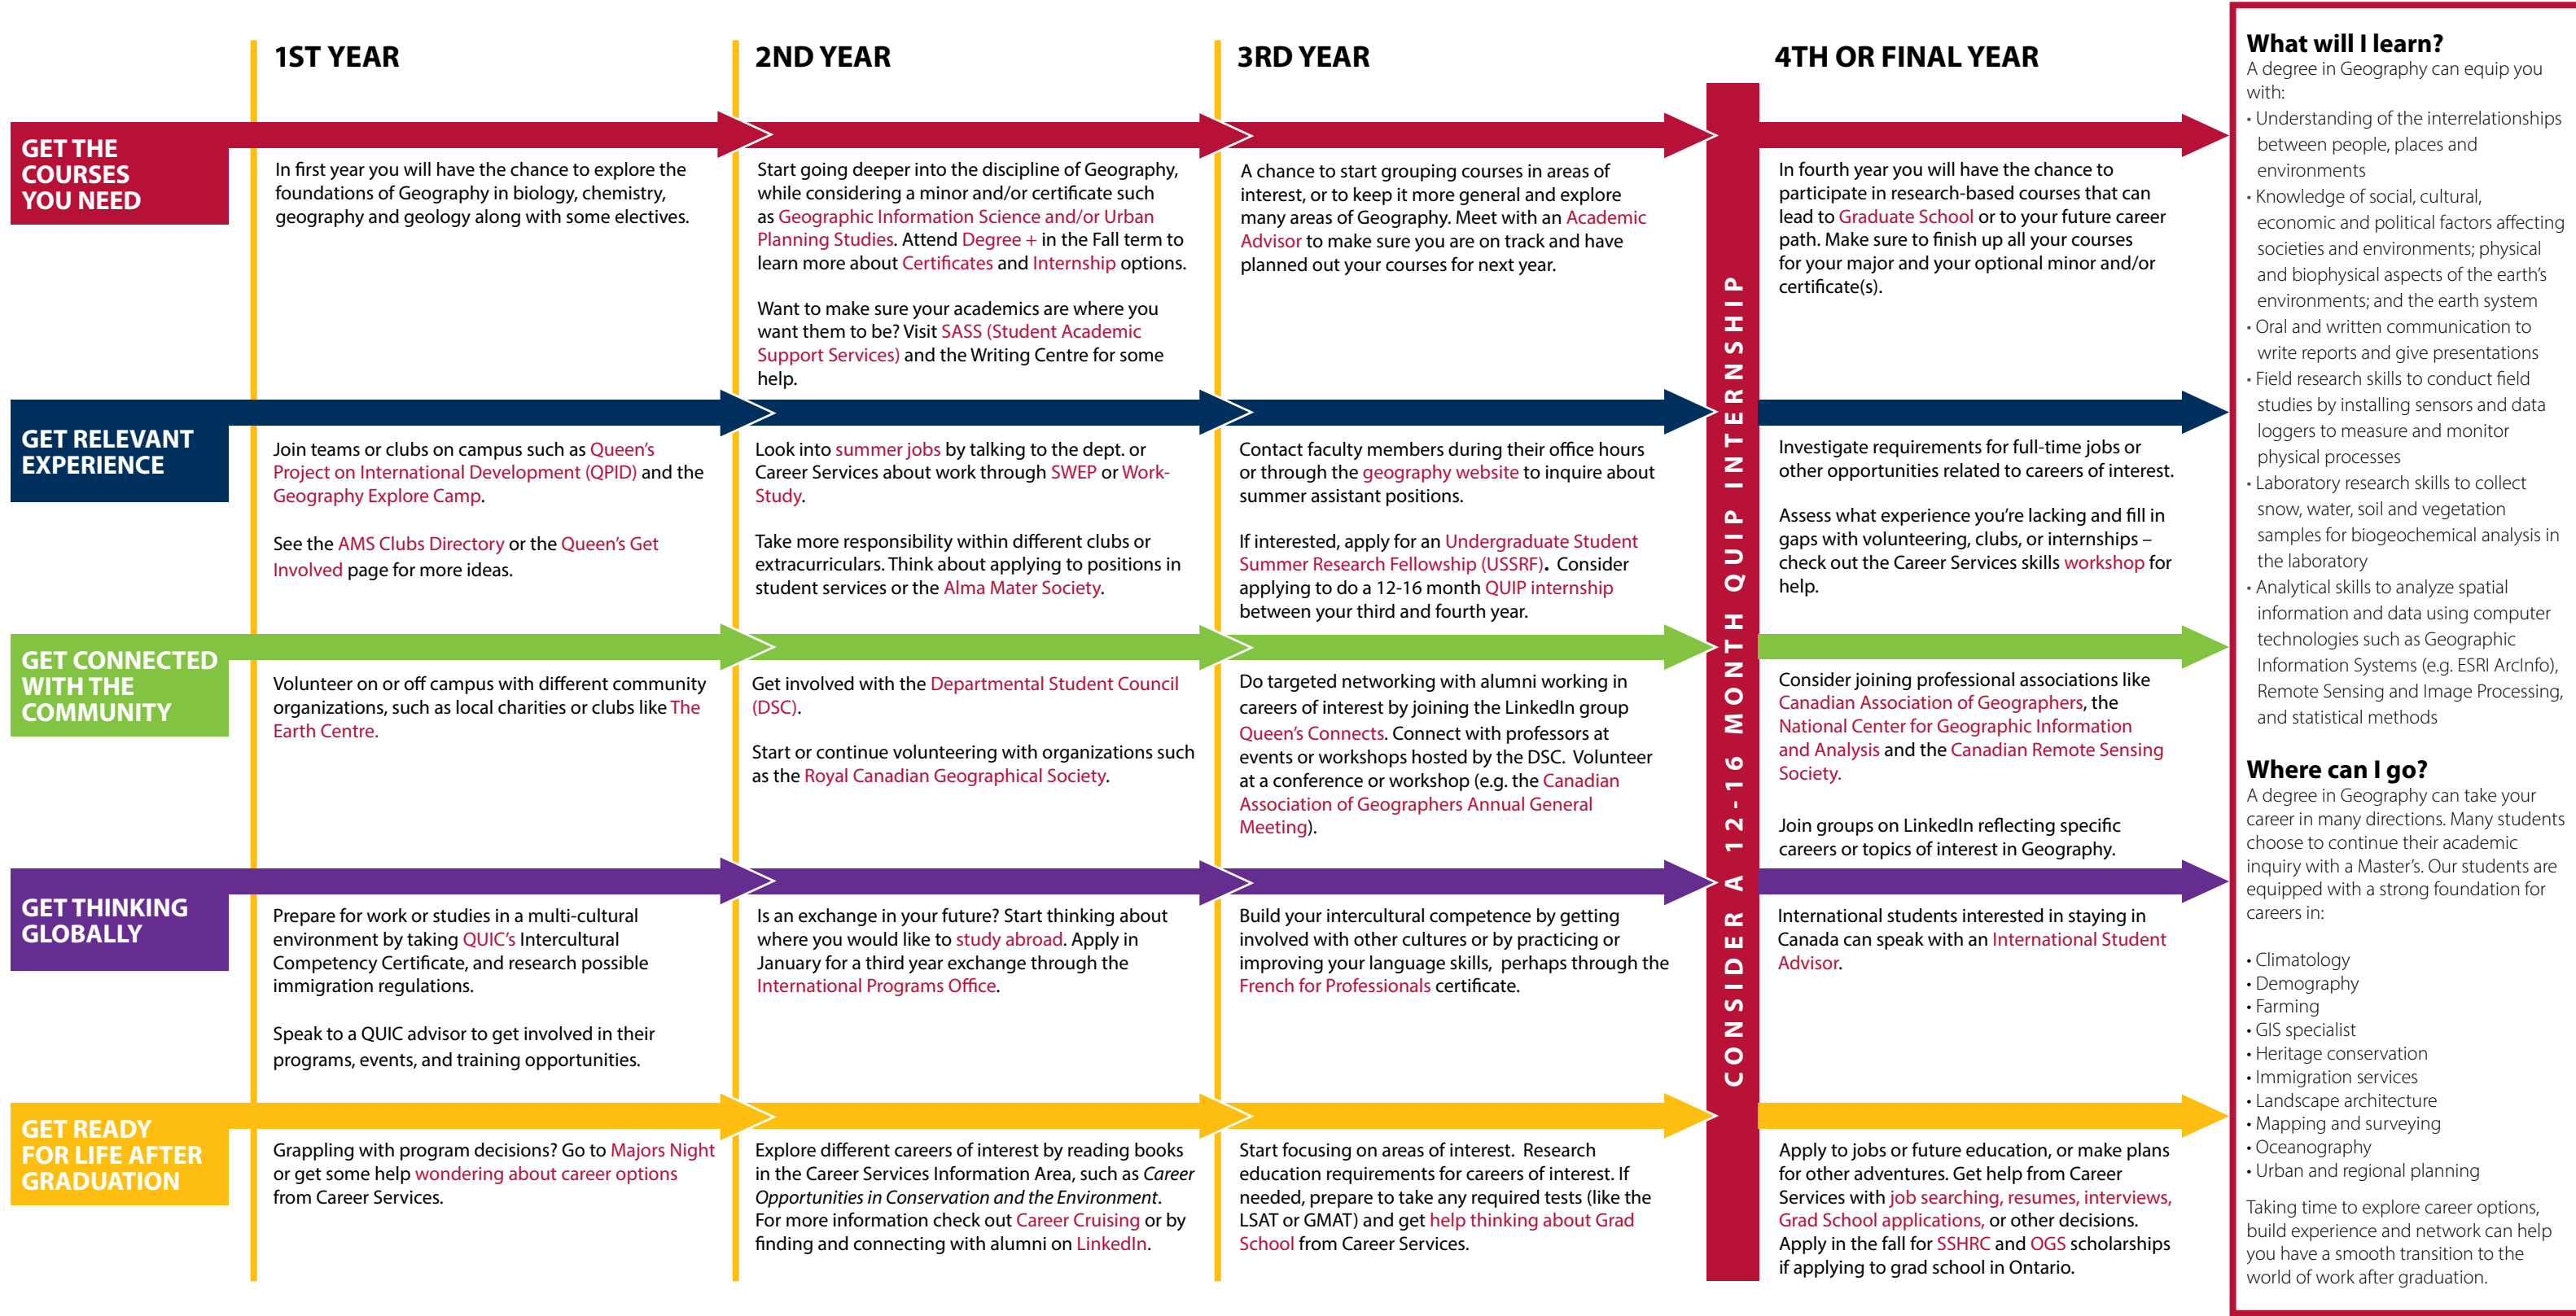 1ST YEAR
2ND YEAR
3RD YEAR
4TH OR FINAL YEAR
GET THE
COURSES
YOU NEED
In first year you will have the chance to explore the
foundations of Geography in biology, chemistry,
geography and geology along with some electives.
Start going deeper into the discipline of Geography,
while considering a minor and/or certificate such
as Geographic Information Science and/or Urban
Planning Studies. Attend Degree + in the Fall term to
learn more about Certificates and Internship options.
Want to make sure your academics are where you
want them to be? Visit SASS (Student Academic
Support Services) and the Writing Centre for some
help.
A chance to start grouping courses in areas of
interest, or to keep it more general and explore
many areas of Geography. Meet with an Academic
Advisor to make sure you are on track and have
planned out your courses for next year.
In fourth year you will have the chance to
participate in research-based courses that can
lead to Graduate School or to your future career
path. Make sure to finish up all your courses
for your major and your optional minor and/or
certificate(s).
GET RELEVANT
EXPERIENCE
Join teams or clubs on campus such as Queen's
Project on International Development (QPID) and the
Geography Explore Camp.
See the AMS Clubs Directory or the Queen's Get
Involved page for more ideas.
Look into summer jobs by talking to the dept. or
Career Services about work through SWEP or Work-
Study.
Take more responsibility within different clubs or
extracurriculars. Think about applying to positions in
student services or the Alma Mater Society.
Contact faculty members during their office hours
or through the geography website to inquire about
summer assistant positions.
If interested, apply for an Undergraduate Student
Summer Research Fellowship (USSRF). Consider
applying to do a 12-16 month QUIP internship
between your third and fourth year.
Investigate requirements for full-time jobs or
other opportunities related to careers of interest.
Assess what experience you're lacking and fill in
gaps with volunteering, clubs, or internships –
check out the Career Services skills workshop for
help.
GET CONNECTED
WITH THE
COMMUNITY
Volunteer on or off campus with different community
organizations, such as local charities or clubs like The
Earth Centre.
Get involved with the Departmental Student Council
(DSC).
Start or continue volunteering with organizations such
as the Royal Canadian Geographical Society.
Do targeted networking with alumni working in
careers of interest by joining the LinkedIn group
Queen's Connects. Connect with professors at
events or workshops hosted by the DSC. Volunteer
at a conference or workshop (e.g. the Canadian
Association of Geographers Annual General
Meeting).
Consider joining professional associations like
Canadian Association of Geographers, the
National Center for Geographic Information
and Analysis and the Canadian Remote Sensing
Society.
Join groups on LinkedIn reflecting specific
careers or topics of interest in Geography.
GET THINKING
GLOBALLY
Prepare for work or studies in a multi-cultural
environment by taking QUIC's Intercultural
Competency Certificate, and research possible
immigration regulations.
Speak to a QUIC advisor to get involved in their
programs, events, and training opportunities.
Is an exchange in your future? Start thinking about
where you would like to study abroad. Apply in
January for a third year exchange through the
International Programs Office.
Build your intercultural competence by getting
involved with other cultures or by practicing or
improving your language skills, perhaps through the
French for Professionals certificate.
International students interested in staying in
Canada can speak with an International Student
Advisor.
GET READY
FOR LIFE AFTER
GRADUATION
Grappling with program decisions? Go to Majors Night
or get some help wondering about career options
from Career Services.
Explore different careers of interest by reading books
in the Career Services Information Area, such as Career
Opportunities in Conservation and the Environment.
For more information check out Career Cruising or by
finding and connecting with alumni on LinkedIn.
Start focusing on areas of interest. Research
education requirements for careers of interest. If
needed, prepare to take any required tests (like the
LSAT or GMAT) and get help thinking about Grad
School from Career Services.
Apply to jobs or future education, or make plans
for other adventures. Get help from Career
Services with job searching, resumes, interviews,
Grad School applications, or other decisions.
Apply in the fall for SSHRC and OGS scholarships
if applying to grad school in Ontario.
CONSIDER A 12-16 MONTH QUIP INTERNSHIP
What will I learn?
A degree in Geography can equip you
with:
• Understanding of the interrelationships
between people, places and
environments
• Knowledge of social, cultural,
economic and political factors affecting
societies and environments; physical
and biophysical aspects of the earth's
environments; and the earth system
• Oral and written communication to
write reports and give presentations
• Field research skills to conduct field
studies by installing sensors and data
loggers to measure and monitor
physical processes
• Laboratory research skills to collect
snow, water, soil and vegetation
samples for biogeochemical analysis in
the laboratory
• Analytical skills to analyze spatial
information and data using computer
technologies such as Geographic
Information Systems (e.g. ESRI ArcInfo),
Remote Sensing and Image Processing,
and statistical methods
Where can I go?
A degree in Geography can take your
career in many directions. Many students
choose to continue their academic
inquiry with a Master's. Our students are
equipped with a strong foundation for
careers in:
• Climatology
• Demography
• Farming
• GIS specialist
• Heritage conservation
• Immigration services
• Landscape architecture
• Mapping and surveying
• Oceanography
• Urban and regional planning
Taking time to explore career options,
build experience and network can help
you have a smooth transition to the
world of work after graduation.